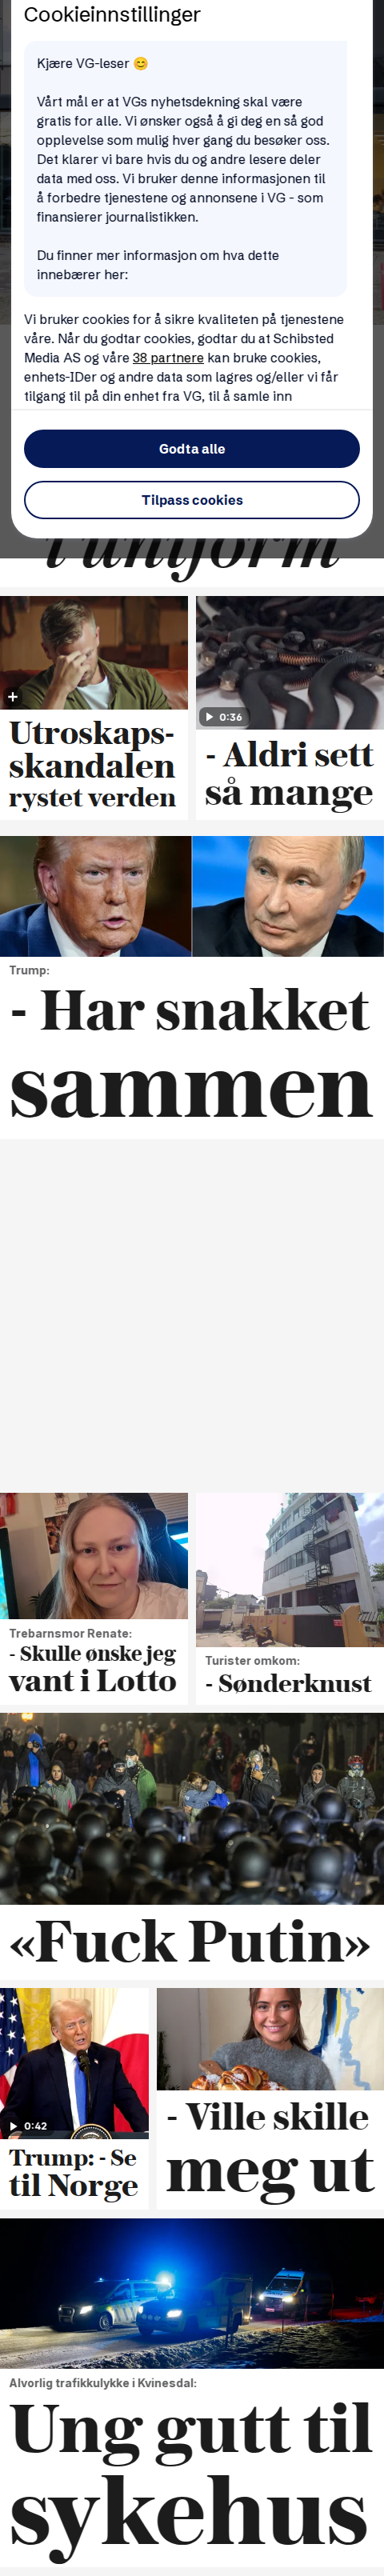 Cookieinnstillinger
Kjære VG-leser 😊
Vårt mål er at VGs nyhetsdekning skal være
gratis for alle. Vi ønsker også å gi deg en så god
opplevelse som mulig hver gang du besøker oss.
Det klarer vi bare hvis du og andre lesere deler
data med oss. Vi bruker denne informasjonen til
å forbedre tjenestene og annonsene i VG - som
finansierer journalistikken.
Du finner mer informasjon om hva dette
innebærer her:
Vi bruker cookies for å sikre kvaliteten på tjenestene
våre. Når du godtar cookies, godtar du at Schibsted
Media AS og våre 38 partnere kan bruke cookies,
enhets-IDer og andre data som lagres og/eller vi får
tilgang til på din enhet fra VG, til å samle inn
Godta alle
Tilpass cookies
i uniform
+
Utroskaps-
skandalen
rystet verden
0:36
- Aldri sett
så mange
Trump:
- Har snakket
sammen
Trebarnsmor Renate:
- Skulle ønske jeg
vant i Lotto
Turister omkom:
- Sønderknust
«Fuck Putin»
0:42
Trump: - Se
til Norge
- Ville skille
meg ut
Alvorlig trafikkulykke i Kvinesdal:
Ung gutt til
sykehus